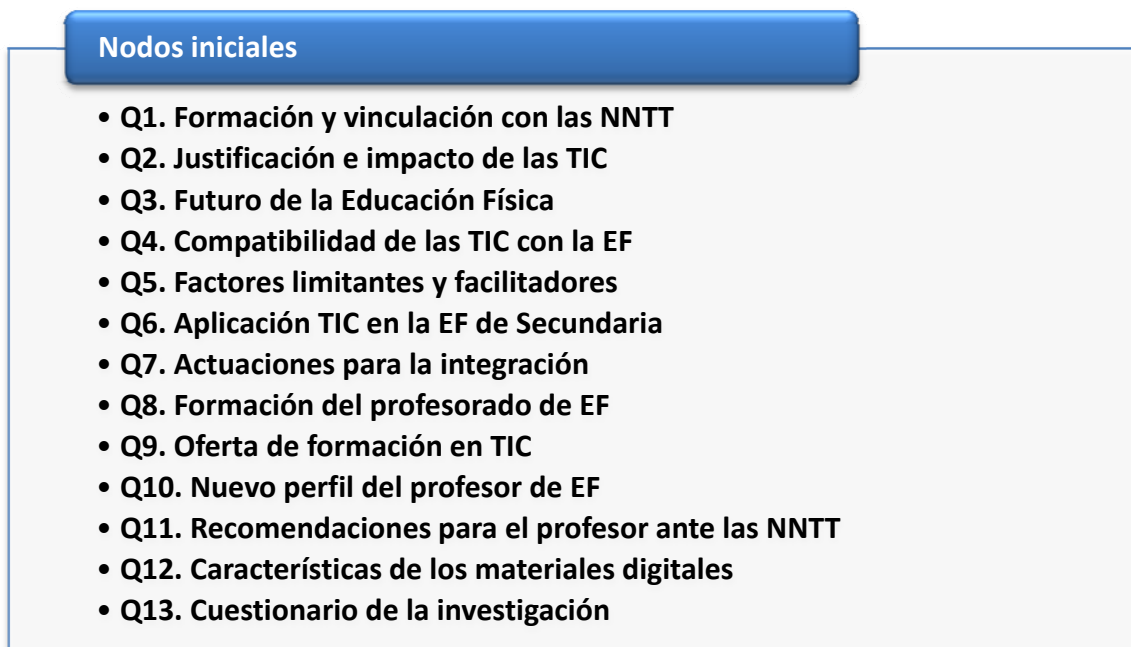 Nodos iniciales
• Q1. Formación y vinculación con las NNTT
• Q2. Justificación e impacto de las TIC
• Q3. Futuro de la Educación Física
• Q4. Compatibilidad de las TIC con la EF
• Q5. Factores limitantes y facilitadores
• Q6. Aplicación TIC en la EF de Secundaria
• Q7. Actuaciones para la integración
• Q8. Formación del profesorado de EF
• Q9. Oferta de formación en TIC
• Q10. Nuevo perfil del profesor de EF
• Q11. Recomendaciones para el profesor ante las NNTT
• Q12. Características de los materiales digitales
• Q13. Cuestionario de la investigación